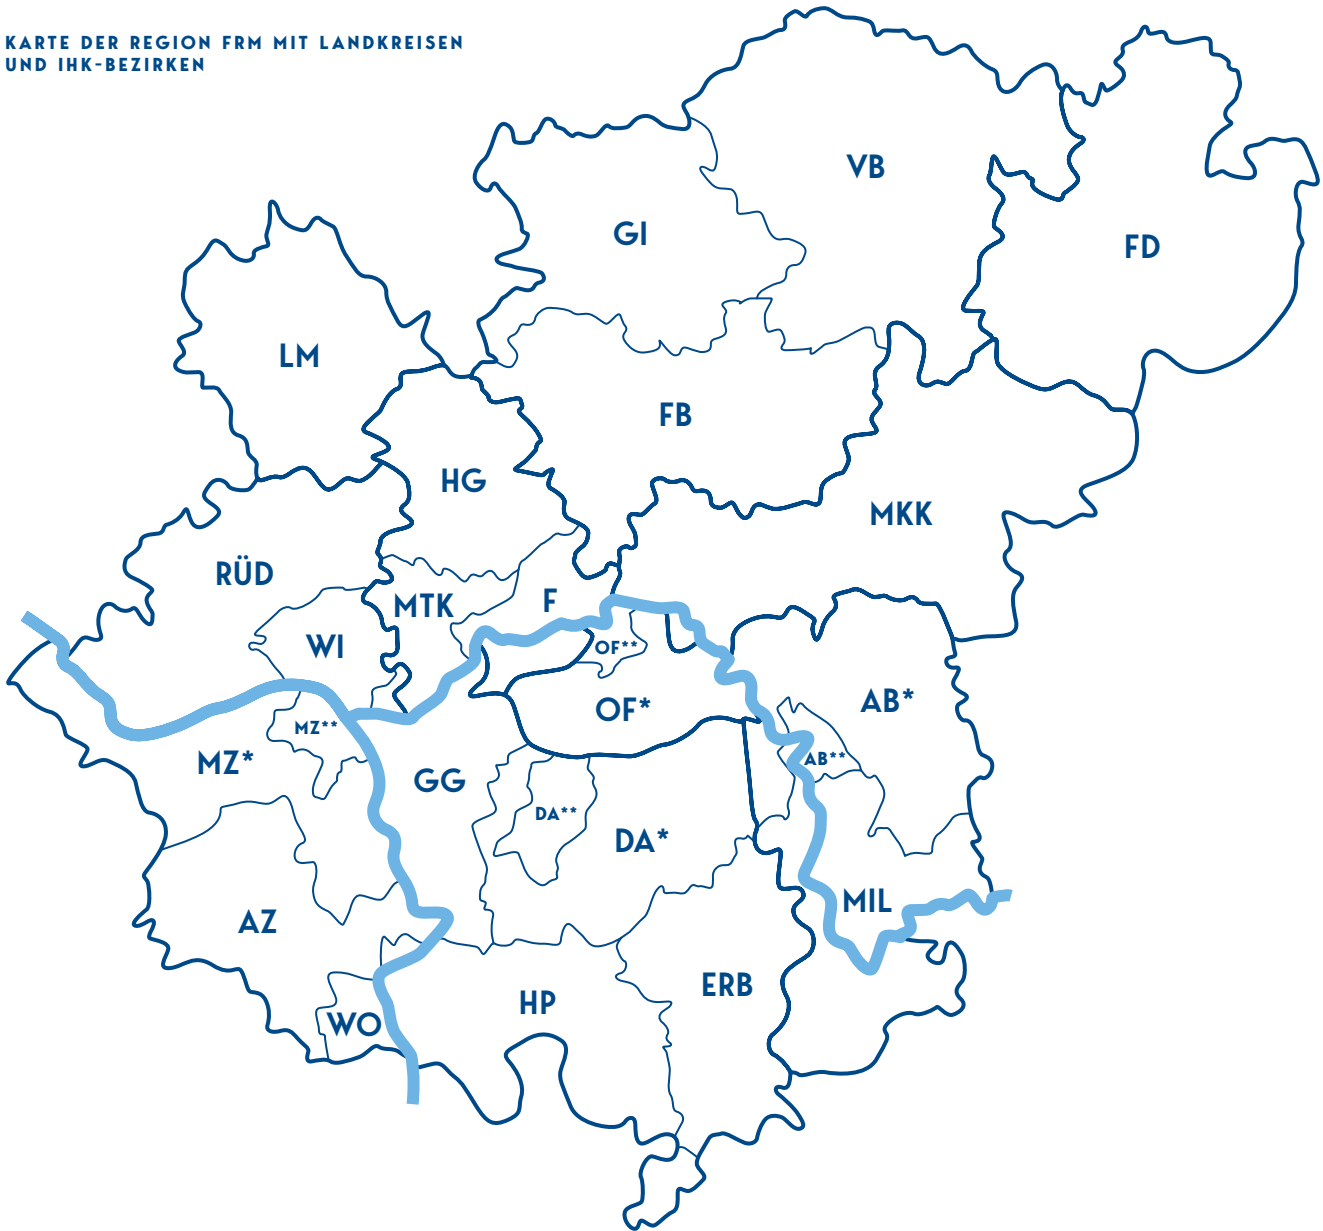 KARTE DER REGION FRM MIT LANDKREISEN
UND IHK-BEZIRKEN
VB
GI
FD
LM
FB
HG
MKK
RÜD
F
MTK
WI
OF**
AB*
OF*
MZ**
MZ*
AB**
GG
DA**
DA*
MIL
AZ
ERB
HP
WO